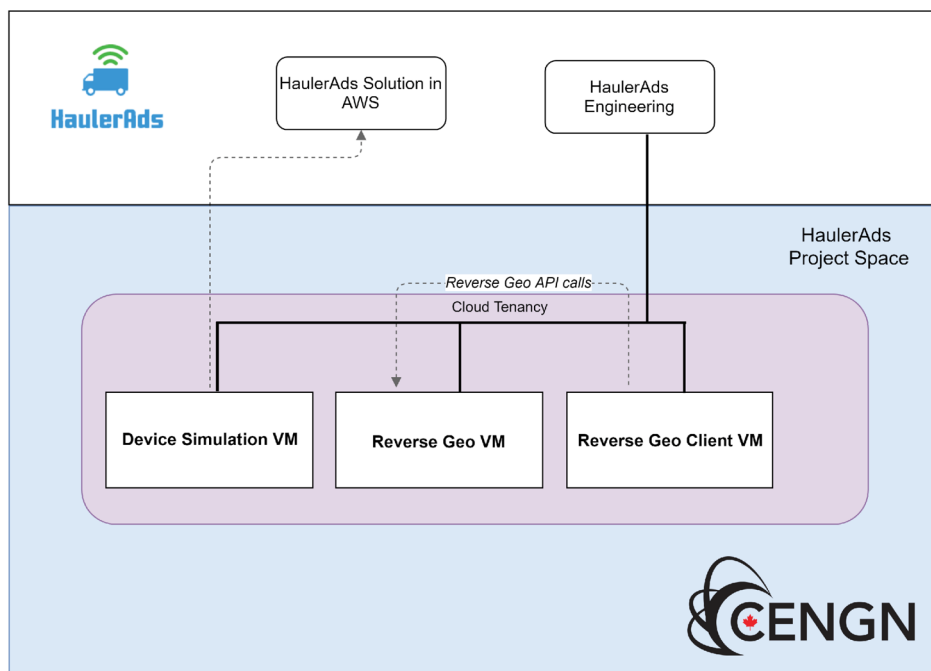 HaulerAds
HaulerAds Solution in
AWS
HaulerAds
Engineering
HaulerAds
Project Space
Reverse Geo API calls
Cloud Tenancy
Device Simulation VM
Reverse Geo VM
Reverse Geo Client VM
CENGN